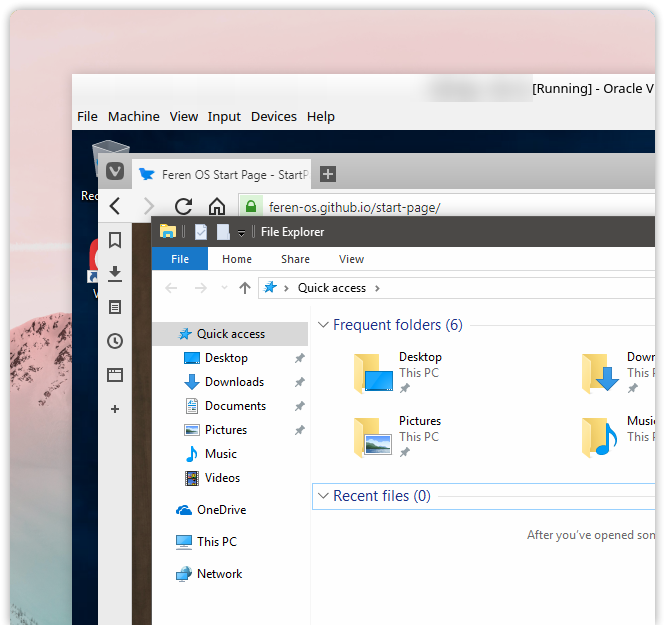 [Running] - Oracle V
File Machine View Input Devices Help
Rec
Feren OS Start Page - StartP
feren-os.github.io/start-page/
File Explorer
File Home Share View
Quick access
Quick access
Desktop
Downloads
Documents
Pictures
Music
Videos
OneDrive
This PC
Network
Frequent folders (6)
Desktop
This PC
Down
This P
Pictures
This PC
Music
This P
Recent files (0)
After you've opened som